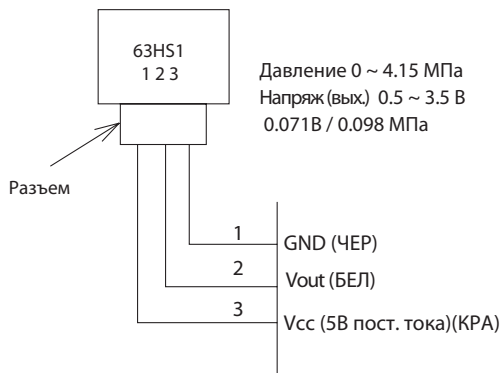 63HS1
1 2 3
Давление 0 ~ 4.15 МПа
Напряж (вых.) 0.5 ~ 3.5 В
0.071В / 0.098 МПа
Разъем
1
GND (ЧЕР)
2
Vout (БЕЛ)
3
Vcc (5В пост. тока)(КРА)